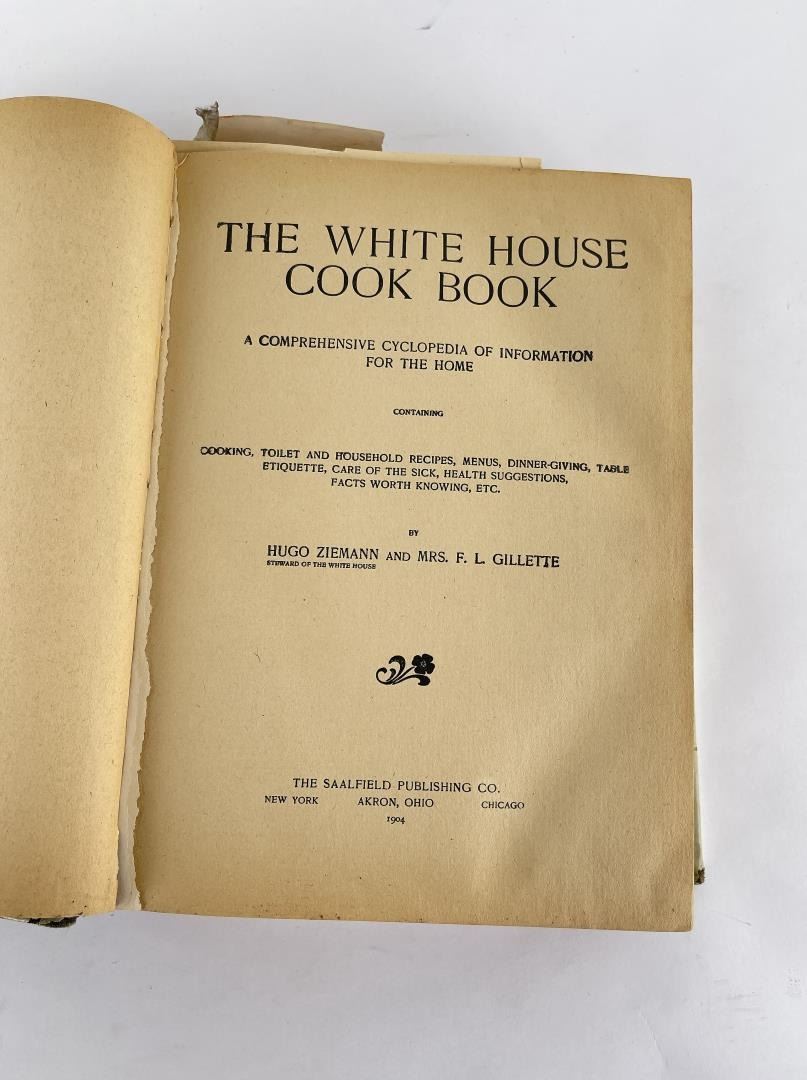 THE WHITE HOUSE
COOK BOOK
A COMPREHENSIVE CYCLOPEDIA OF INFORMATION
FOR THE HOME
CONTAINING
COOKING, TOILET AND HOUSEHOLD RECIPES, MENUS, DINNER-GIVING, TABLE
ETIQUETTE, CARE OF THE SICK, HEALTH SUGGESTIONS,
FACTS WORTH KNOWING, ETC.
BY
HUGO ZIEMANN AND MRS. F. L. GILLETTE
STEWARD OF THE WHITE HOUSE
THE SAALFIELD PUBLISHING CO.
NEW YORK AKRON, OHIO CHICAGO
1904